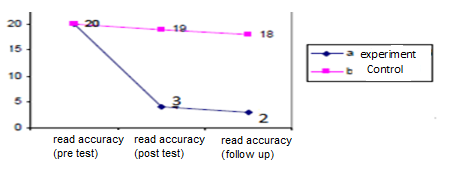 20
15
10
5
0
20
19
18
3
2
a experiment
b Control
read accuracy
(pre test)
read accuracy
(post test)
read accuracy
(follow up)